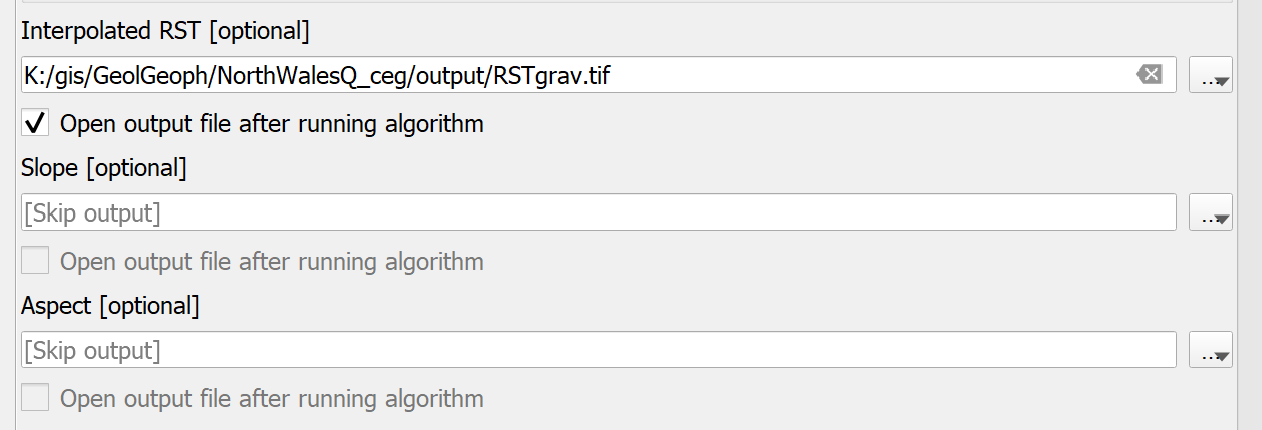 Interpolated RST [optional]
K:/gis/GeolGeoph/NorthWalesQ_ceg/output/RSTgrav.tif
...
Open output file after running algorithm
Slope [optional]
[Skip output]
...
Open output file after running algorithm
Aspect [optional]
[Skip output]
...
Open output file after running algorithm